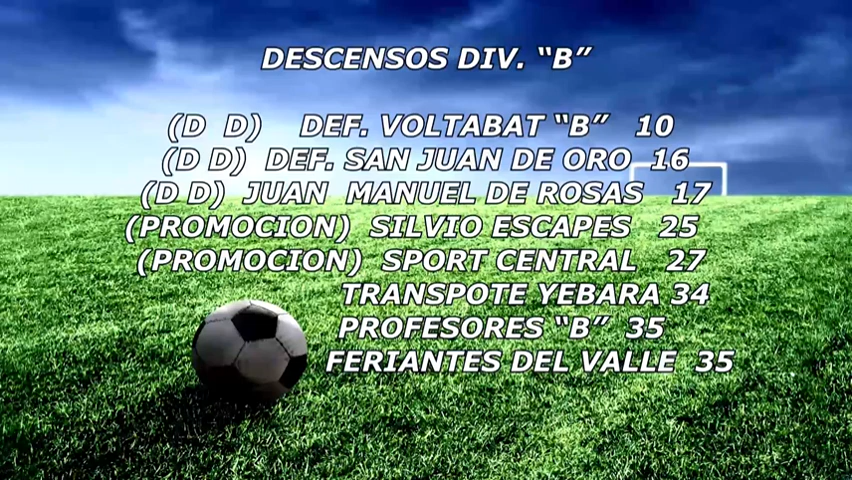 DESCENSOS DIV. “B”
(D D) DEF. VOLTABAT “B” 10
(D D) DEF. SAN JUAN DE ORO 16
(D D) JUAN MANUEL DE ROSAS 17
(PROMOCION) SILVIO ESCAPES 25
(PROMOCION) SPORT CENTRAL 27
TRANSPOTE YEBARA 34
PROFESORES “B” 35
FERIANTES DEL VALLE 35